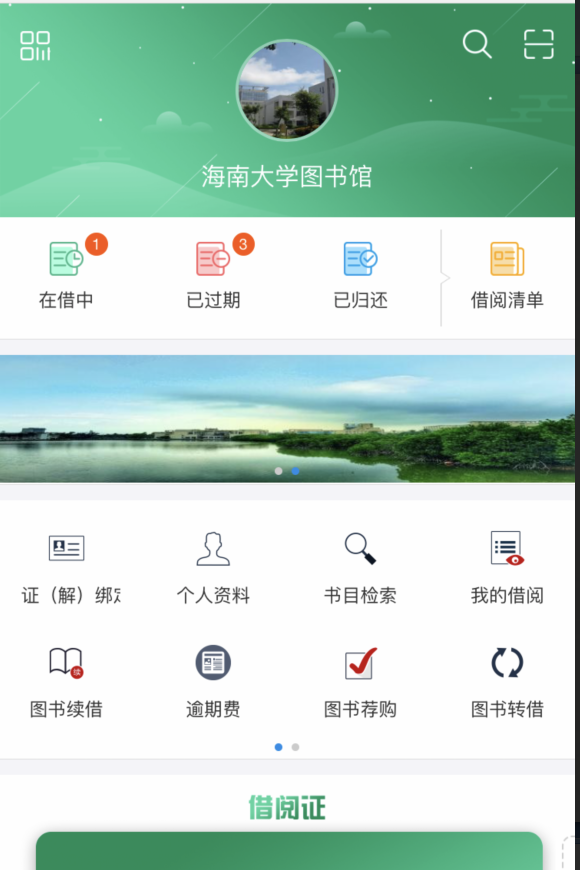 海南大学图书馆
1
3
在借中
已过期
已归还
借阅清单
证（解）绑定
个人资料
书目检索
我的借阅
续
图书续借
逾期费
图书荐购
图书转借
借阅证